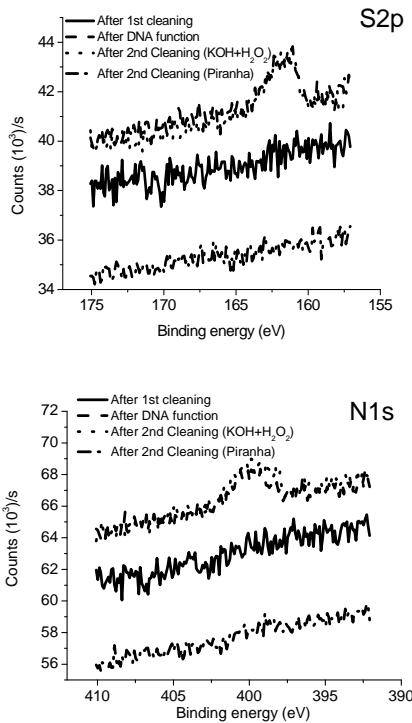 S2p
After 1st cleaning
After DNA function
After 2nd Cleaning (KOH+H₂O₂)
After 2nd Cleaning (Piranha)
44
42
40
38
36
34
Counts (10³)/s
175 170 165 160 155
Binding energy (eV)
N1s
After 1st cleaning
After DNA function
After 2nd Cleaning (KOH+H₂O₂)
After 2nd Cleaning (Piranha)
72
70
68
66
64
62
60
58
56
Counts (10³)/s
410 405 400 395 390
Binding energy (eV)